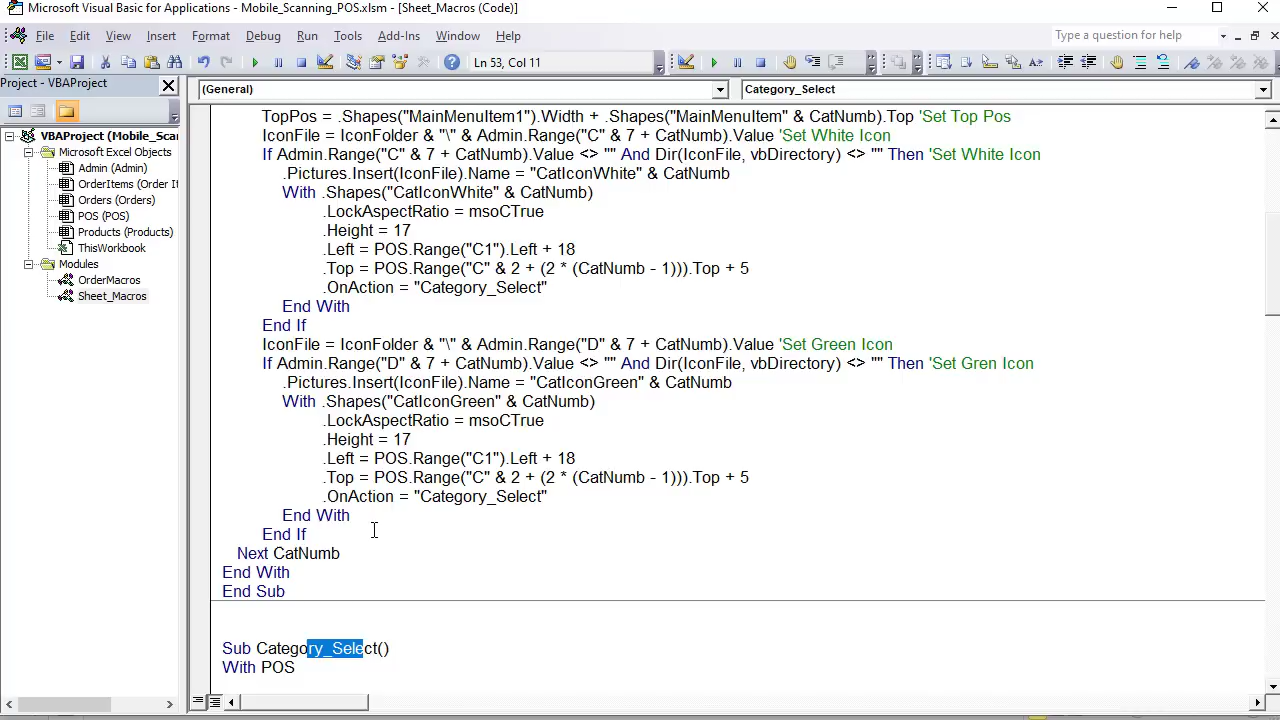 Microsoft Visual Basic for Applications - Mobile_Scanning_POS.xlsm - [Sheet_Macros (Code)]
File Edit View Insert Format Debug Run Tools Add-Ins Window Help
Type a question for help
Ln 53, Col 11
Project - VBAProject
(General)
Category_Select
VBAProject (Mobile_Scan
Microsoft Excel Objects
Admin (Admin)
OrderItems (Order It
Orders (Orders)
POS (POS)
Products (Products)
ThisWorkbook
Modules
OrderMacros
Sheet_Macros
TopPos = .Shapes("MainMenuItem1").Width + .Shapes("MainMenuItem" & CatNumb).Top 'Set Top Pos
IconFile = IconFolder & "\" & Admin.Range("C" & 7 + CatNumb).Value 'Set White Icon
If Admin.Range("C" & 7 + CatNumb).Value <> "" And Dir(IconFile, vbDirectory) <> "" Then 'Set White Icon
.Pictures.Insert(IconFile).Name = "CatIconWhite" & CatNumb
With .Shapes("CatIconWhite" & CatNumb)
.LockAspectRatio = msoCTrue
.Height = 17
.Left = POS.Range("C1").Left + 18
.Top = POS.Range("C" & 2 + (2 * (CatNumb - 1))).Top + 5
.OnAction = "Category_Select"
End With
End If
IconFile = IconFolder & "\" & Admin.Range("D" & 7 + CatNumb).Value 'Set Green Icon
If Admin.Range("D" & 7 + CatNumb).Value <> "" And Dir(IconFile, vbDirectory) <> "" Then 'Set Gren Icon
.Pictures.Insert(IconFile).Name = "CatIconGreen" & CatNumb
With .Shapes("CatIconGreen" & CatNumb)
.LockAspectRatio = msoCTrue
.Height = 17
.Left = POS.Range("C1").Left + 18
.Top = POS.Range("C" & 2 + (2 * (CatNumb - 1))).Top + 5
.OnAction = "Category_Select"
End With
End If
Next CatNumb
End With
End Sub
Sub Category_Select()
With POS